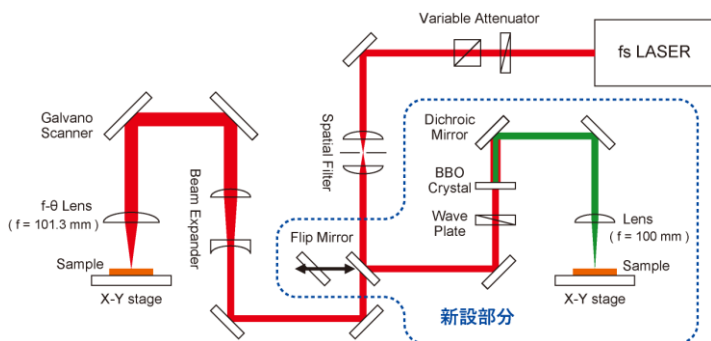 Variable Attenuator
fs LASER
Galvano
Scanner
Spatial Filter
Dichroic
Mirror
BBO
Crystal
Beam Expander
f-θ Lens
( f = 101.3 mm )
Wave
Plate
Lens
(f = 100 mm)
Flip Mirror
Sample
X-Y stage
Sample
X-Y stage
新設部分